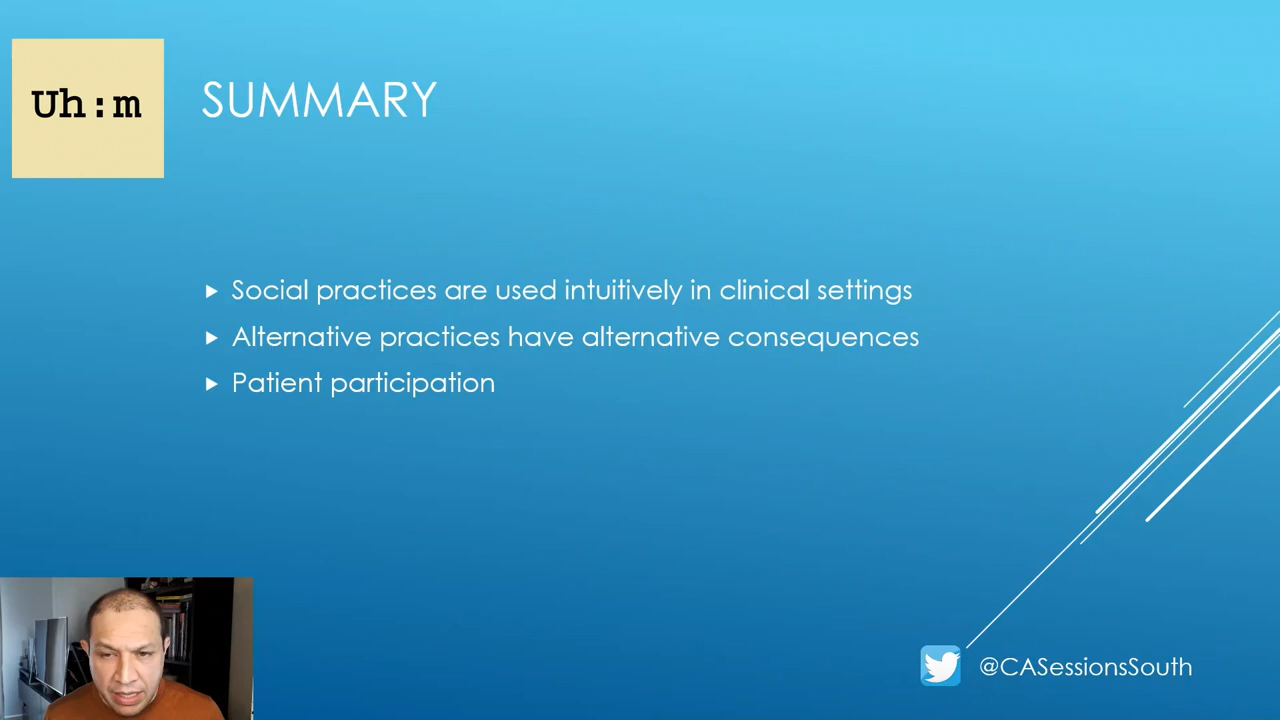 Uh:m
SUMMARY
Social practices are used intuitively in clinical settings
Alternative practices have alternative consequences
Patient participation
@CASessionsSouth